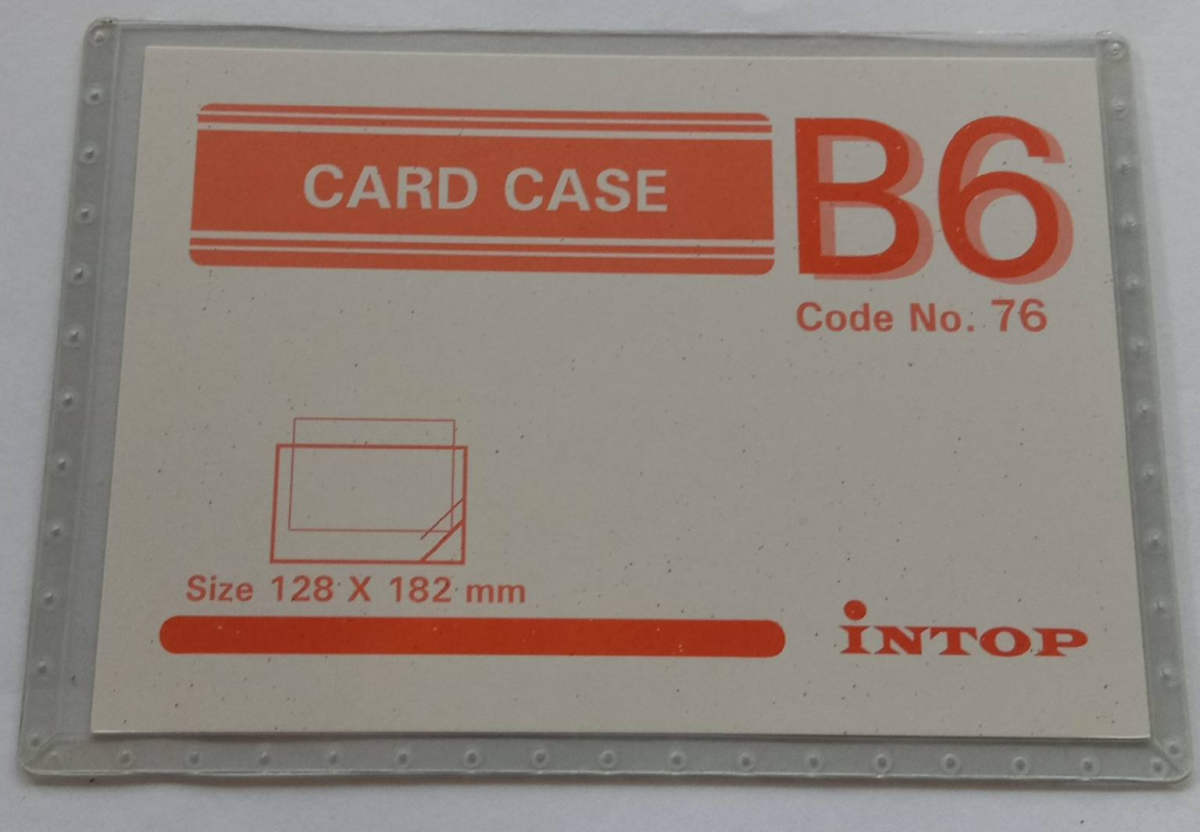 CARD CASE
B6
Code No. 76
Size 128 X 182 mm
iNTOP